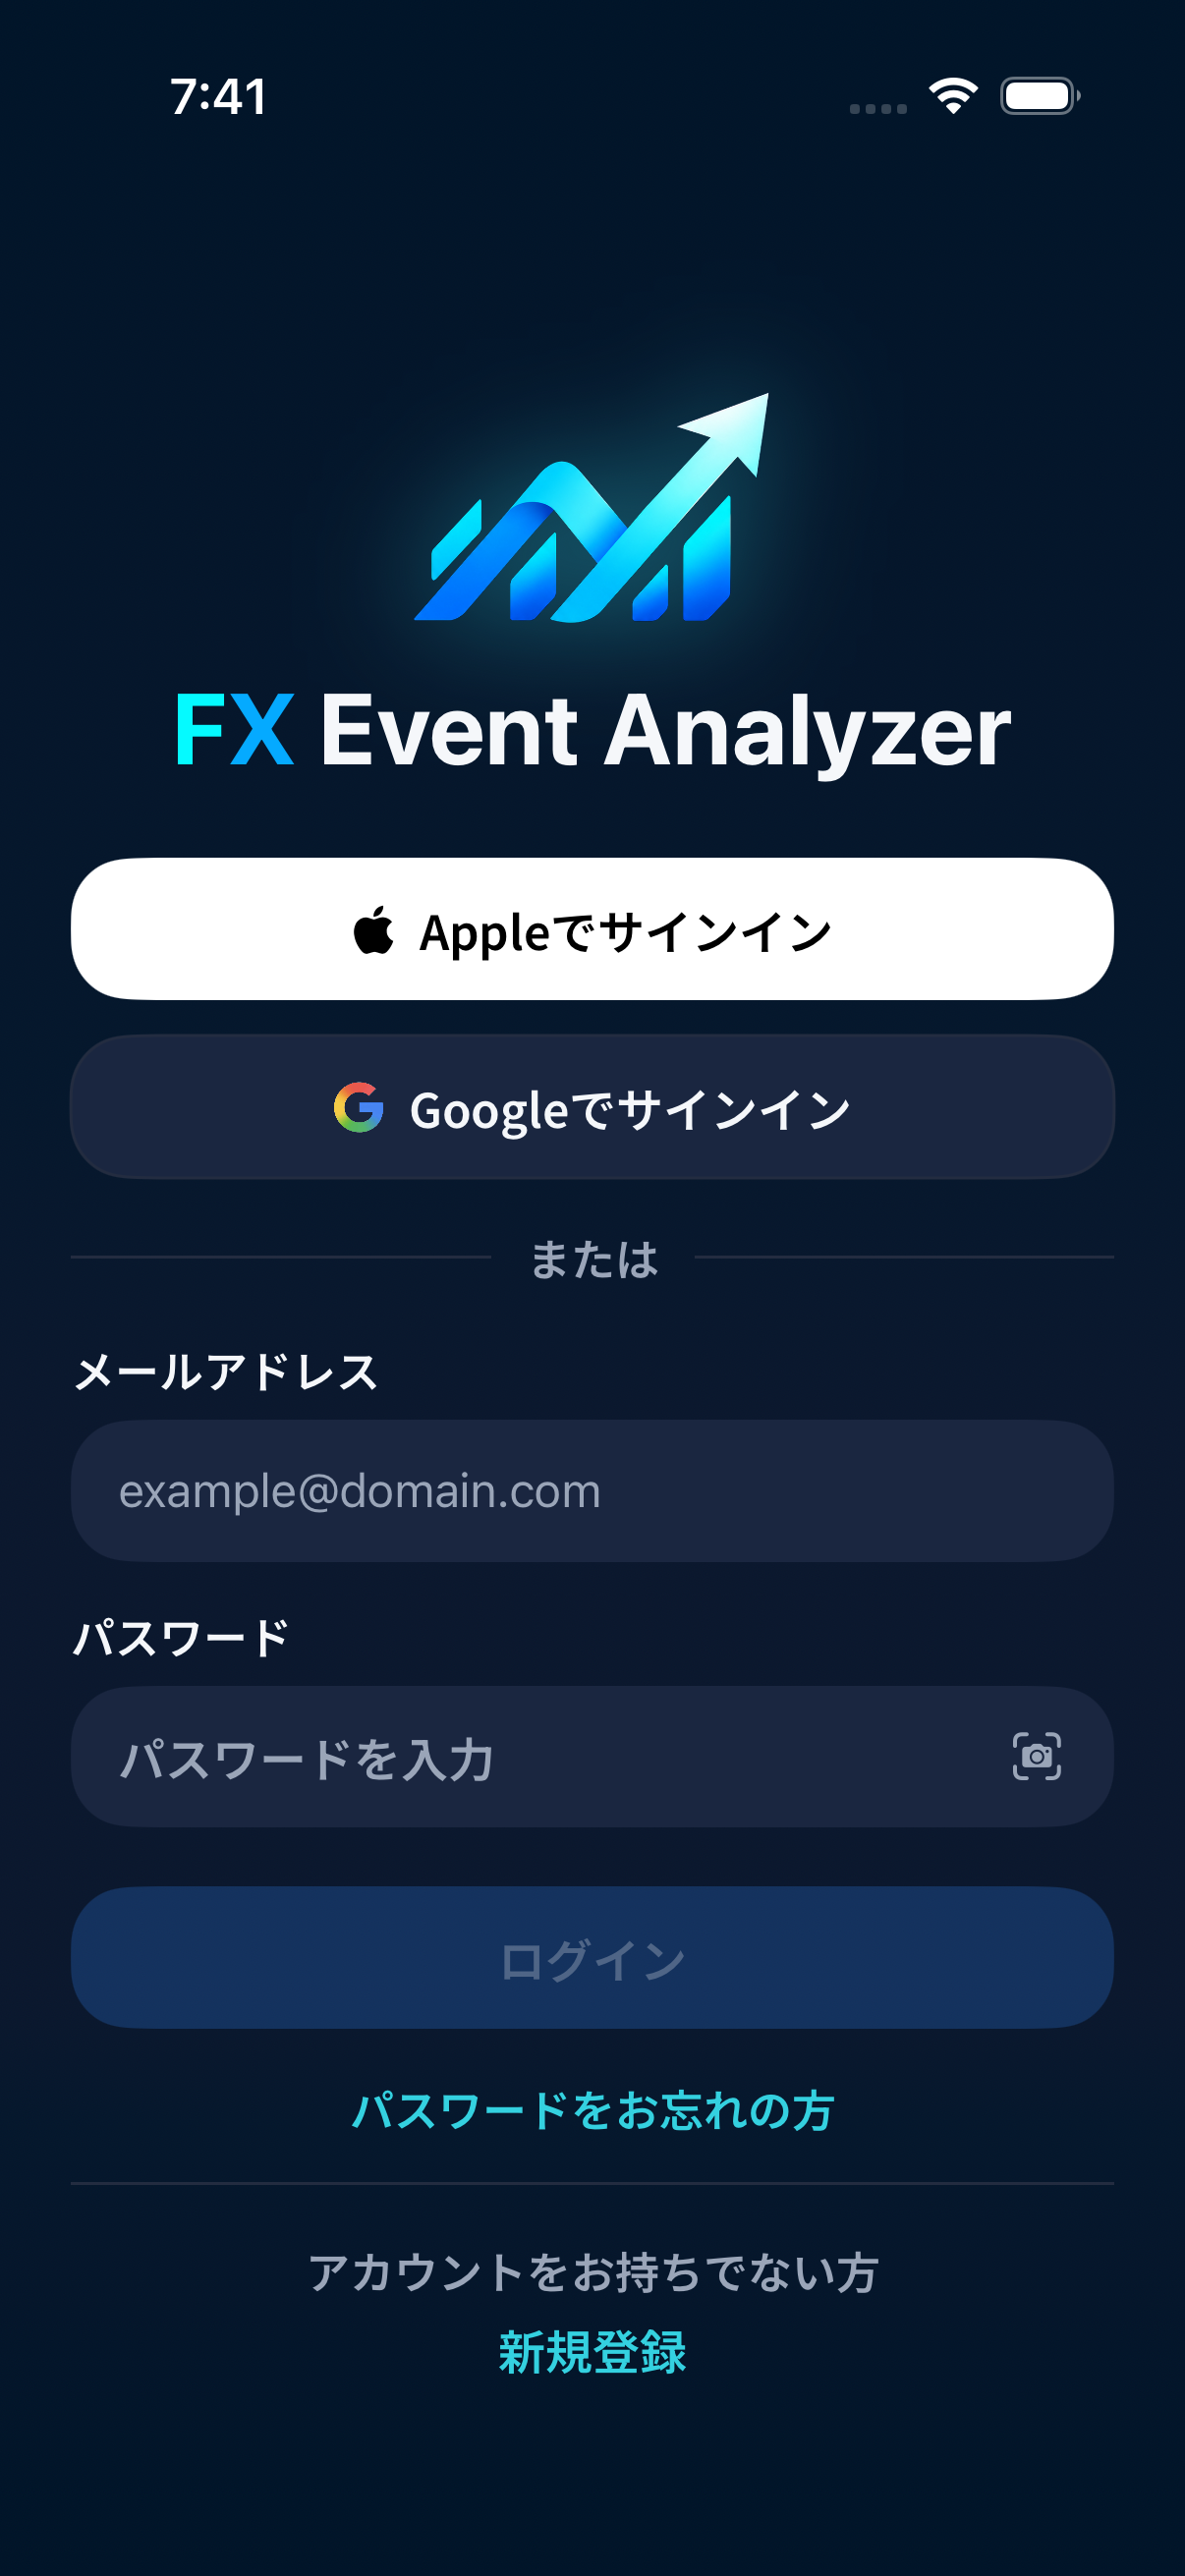 7:41
FX Event Analyzer
Appleでサインイン
Googleでサインイン
または
メールアドレス
example@domain.com
パスワード
パスワードを入力
ログイン
パスワードをお忘れの方
アカウントをお持ちでない方
新規登録